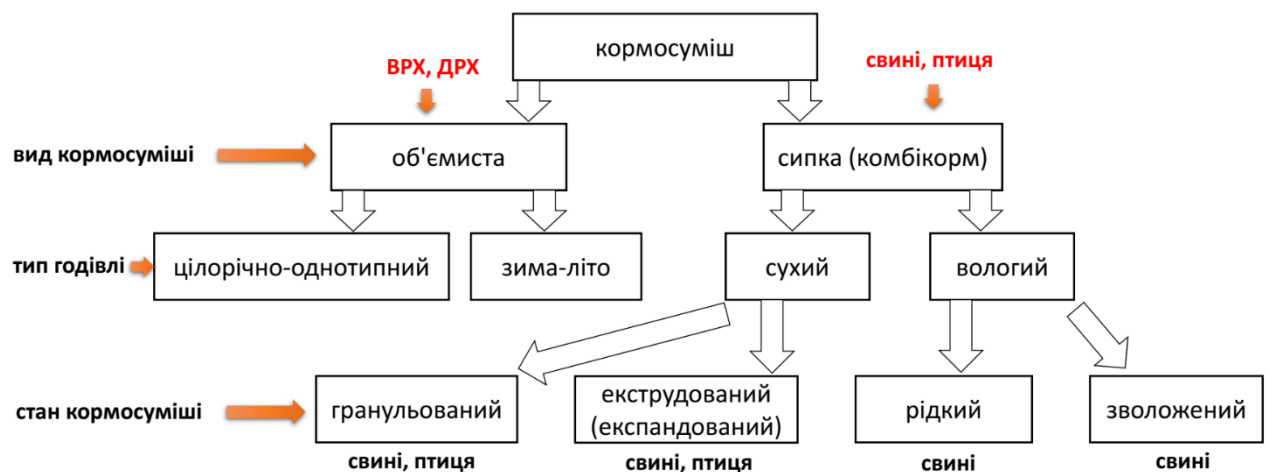 кормосуміш
ВРХ, ДРХ
свині, птиця
вид кормосуміші
об'ємиста
сипка (комбікорм)
тип годівлі
цілорічно-однотипний
зима-літо
сухий
вологий
стан кормосуміші
гранульований
екструдований
(експандований)
рідкий
зволожений
свині, птиця
свині, птиця
свині
свині